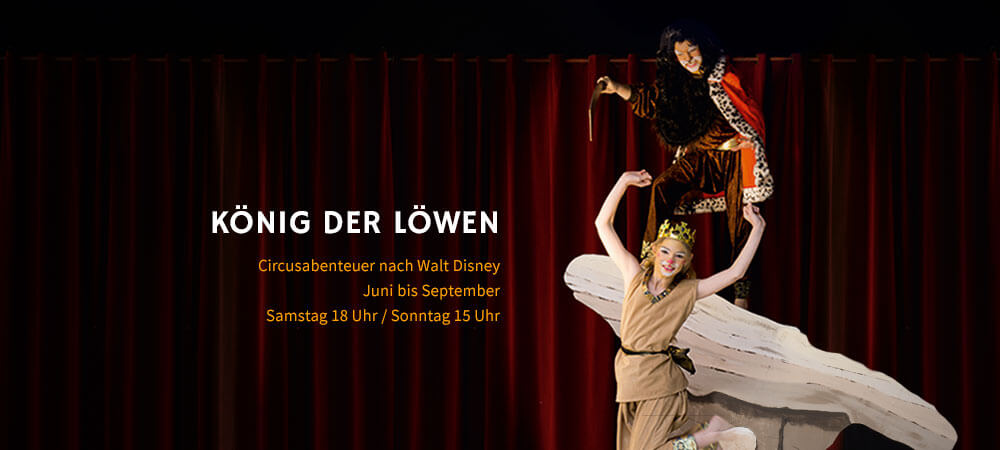 KÖNIG DER LÖWEN
Circusabenteuer nach Walt Disney
Juni bis September
Samstag 18 Uhr / Sonntag 15 Uhr